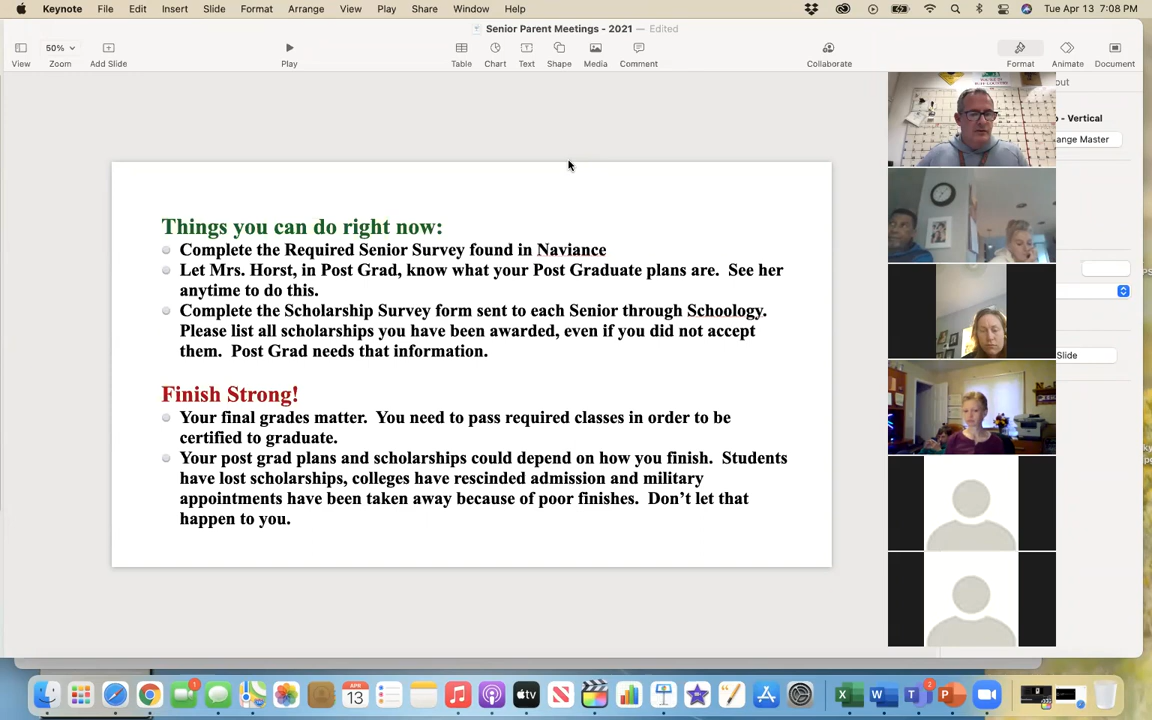 Keynote File Edit Insert Slide Format Arrange View Play Share Window Help Tue Apr 13 7:08 PM
Senior Parent Meetings - 2021 — Edited
50%
View Zoom Add Slide Play Table Chart Text Shape Media Comment Collaborate Format Animate Document
out
- Vertical
ange Master
Things you can do right now:
Complete the Required Senior Survey found in Naviance
Let Mrs. Horst, in Post Grad, know what your Post Graduate plans are. See her
anytime to do this.
Complete the Scholarship Survey form sent to each Senior through Schoology.
Please list all scholarships you have been awarded, even if you did not accept
them. Post Grad needs that information.
Slide
Finish Strong!
Your final grades matter. You need to pass required classes in order to be
certified to graduate.
Your post grad plans and scholarships could depend on how you finish. Students
have lost scholarships, colleges have rescinded admission and military
appointments have been taken away because of poor finishes. Don't let that
happen to you.
1
APR
13
tv
2